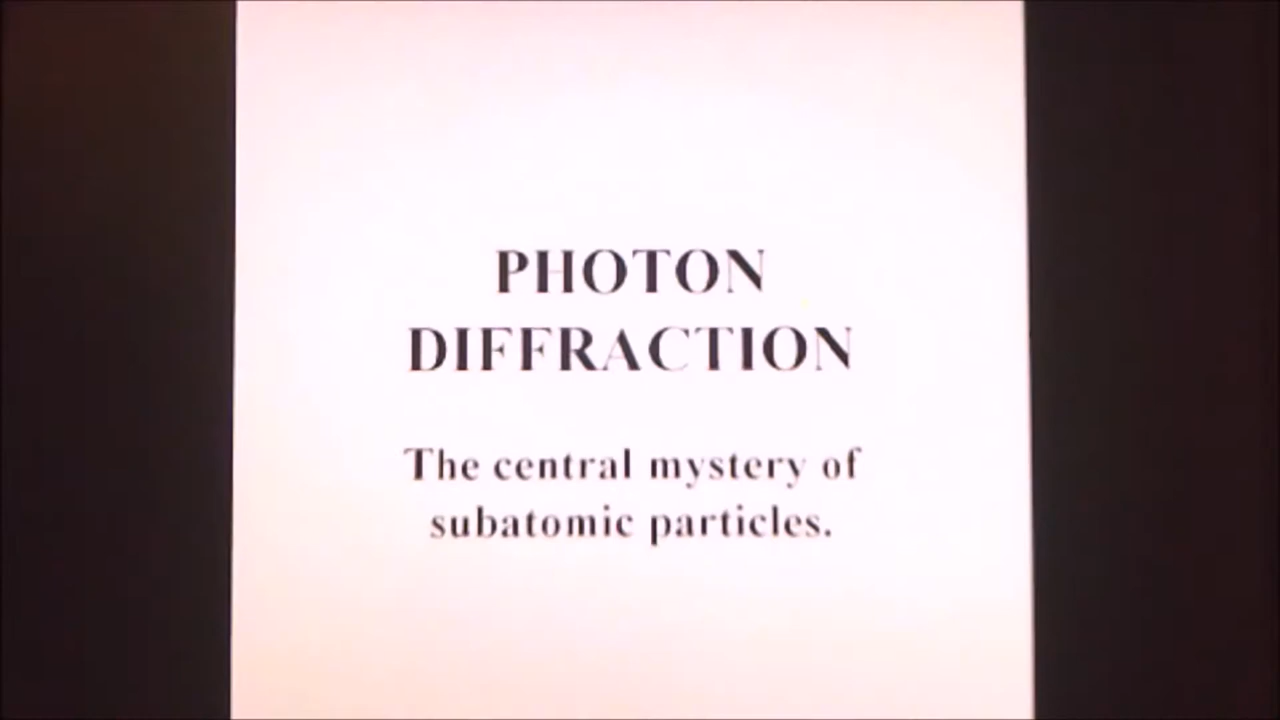 PHOTON
DIFFRACTION
The central mystery of
subatomic particles.